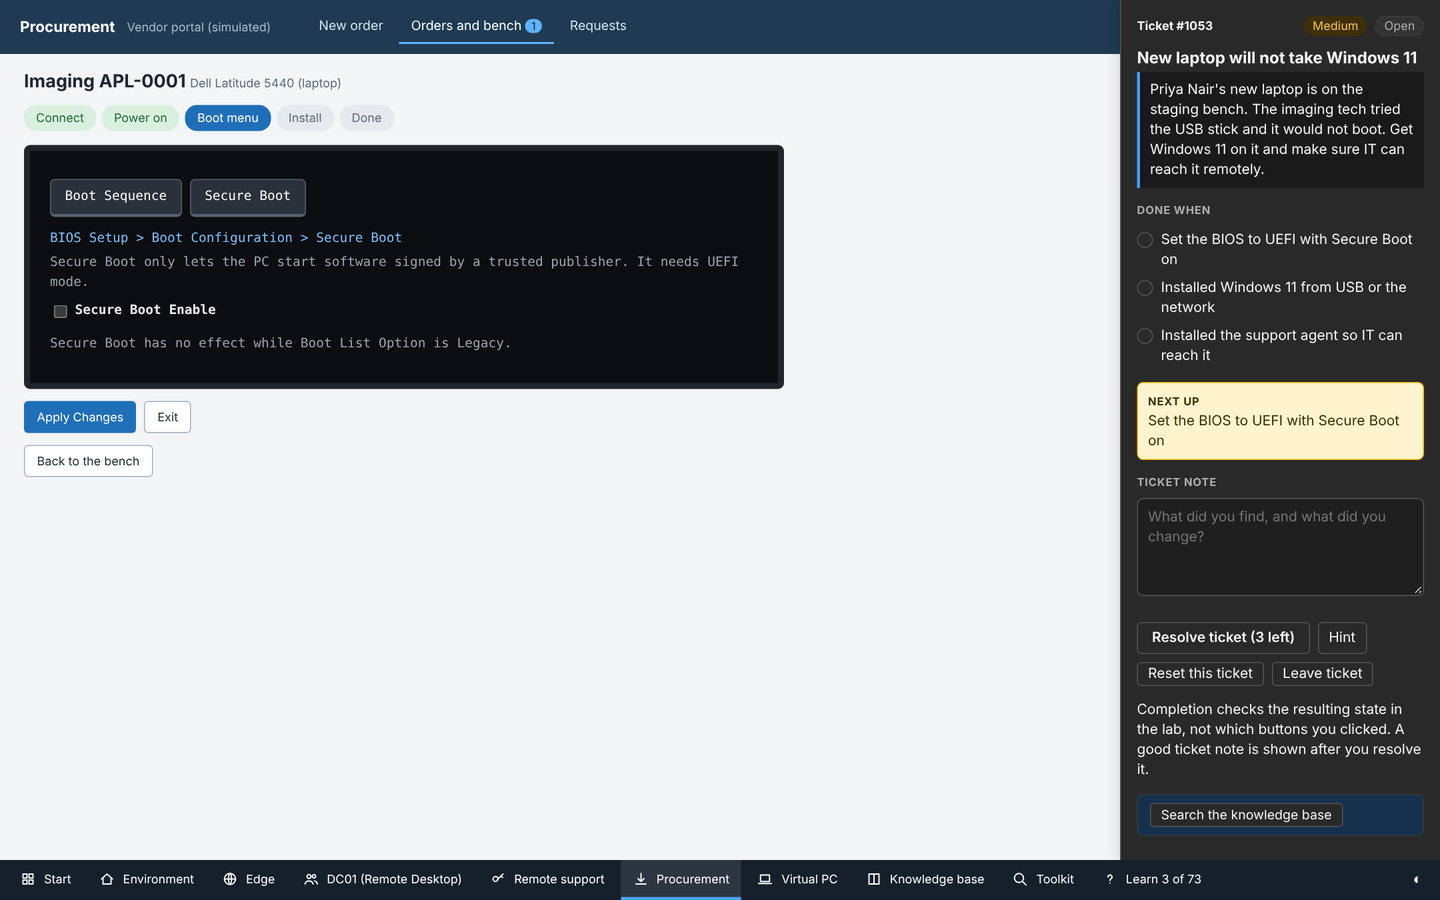 Procurement Vendor portal (simulated) New order Orders and bench 1 Requests
Imaging APL-0001 Dell Latitude 5440 (laptop)
Connect Power on Boot menu Install Done
Boot Sequence Secure Boot
BIOS Setup > Boot Configuration > Secure Boot
Secure Boot only lets the PC start software signed by a trusted publisher. It needs UEFI
mode.
Secure Boot Enable
Secure Boot has no effect while Boot List Option is Legacy.
Apply Changes Exit
Back to the bench
Ticket #1053 Medium Open
New laptop will not take Windows 11
Priya Nair's new laptop is on the
staging bench. The imaging tech tried
the USB stick and it would not boot. Get
Windows 11 on it and make sure IT can
reach it remotely.
DONE WHEN
Set the BIOS to UEFI with Secure Boot
on
Installed Windows 11 from USB or the
network
Installed the support agent so IT can
reach it
NEXT UP
Set the BIOS to UEFI with Secure Boot
on
TICKET NOTE
What did you find, and what did you
change?
Resolve ticket (3 left) Hint
Reset this ticket Leave ticket
Completion checks the resulting state in
the lab, not which buttons you clicked. A
good ticket note is shown after you resolve
it.
Search the knowledge base
Start Environment Edge DC01 (Remote Desktop) Remote support Procurement Virtual PC Knowledge base Toolkit ? Learn 3 of 73